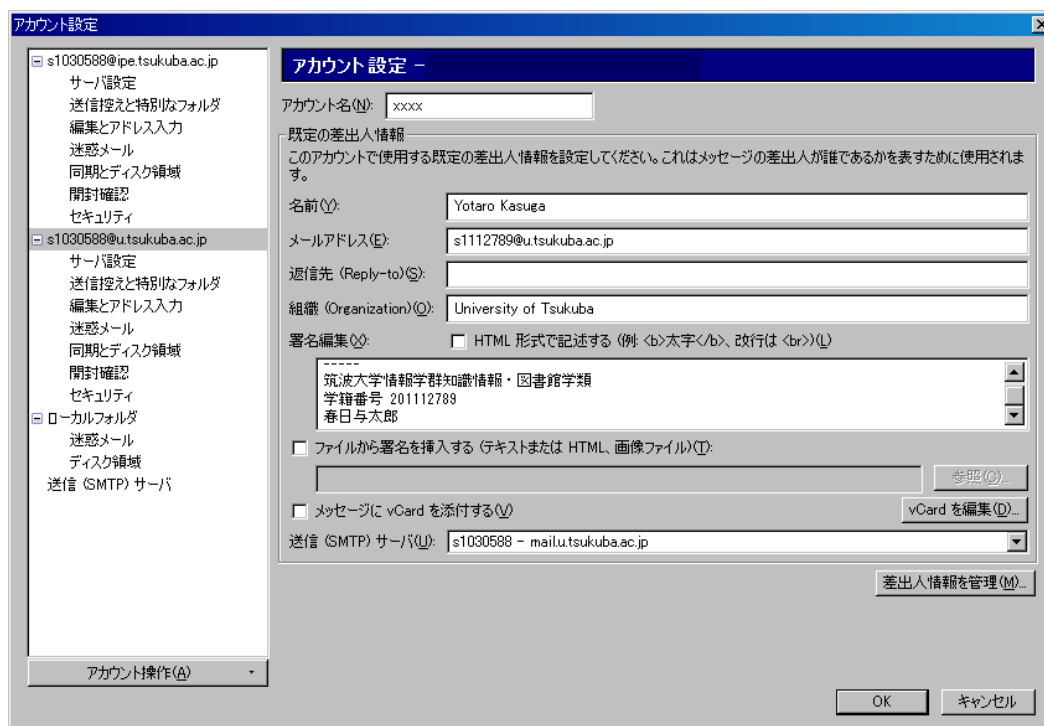 アカウント設定
s1030588@ipe.tsukuba.ac.jp
サーバ設定
送信控えと特別なフォルダ
編集とアドレス入力
迷惑メール
同期とディスク領域
開封確認
セキュリティ
s1030588@u.tsukuba.ac.jp
サーバ設定
送信控えと特別なフォルダ
編集とアドレス入力
迷惑メール
同期とディスク領域
開封確認
セキュリティ
ローカルフォルダ
迷惑メール
ディスク領域
送信 (SMTP) サーバ
アカウント操作(A)
アカウント設定 -
アカウント名(N): xxxx
既定の差出人情報
このアカウントで使用する既定の差出人情報を設定してください。これはメッセージの差出人が誰であるかを表すために使用されま
す。
名前(Y): Yotaro Kasuga
メールアドレス(E): s1112789@u.tsukuba.ac.jp
返信先 (Reply-to)(S):
組織 (Organization)(O): University of Tsukuba
署名編集(X): HTML 形式で記述する (例: <b>太字</b>、改行は <br>)(L)
-----
筑波大学情報学群知識情報・図書館学類
学籍番号 201112789
春日与太郎
ファイルから署名を挿入する (テキストまたは HTML、画像ファイル)(T):
参照(C)...
メッセージに vCard を添付する(V)
vCard を編集(D)...
送信 (SMTP) サーバ(U): s1030588 - mail.u.tsukuba.ac.jp
差出人情報を管理(M)...
OK
キャンセル